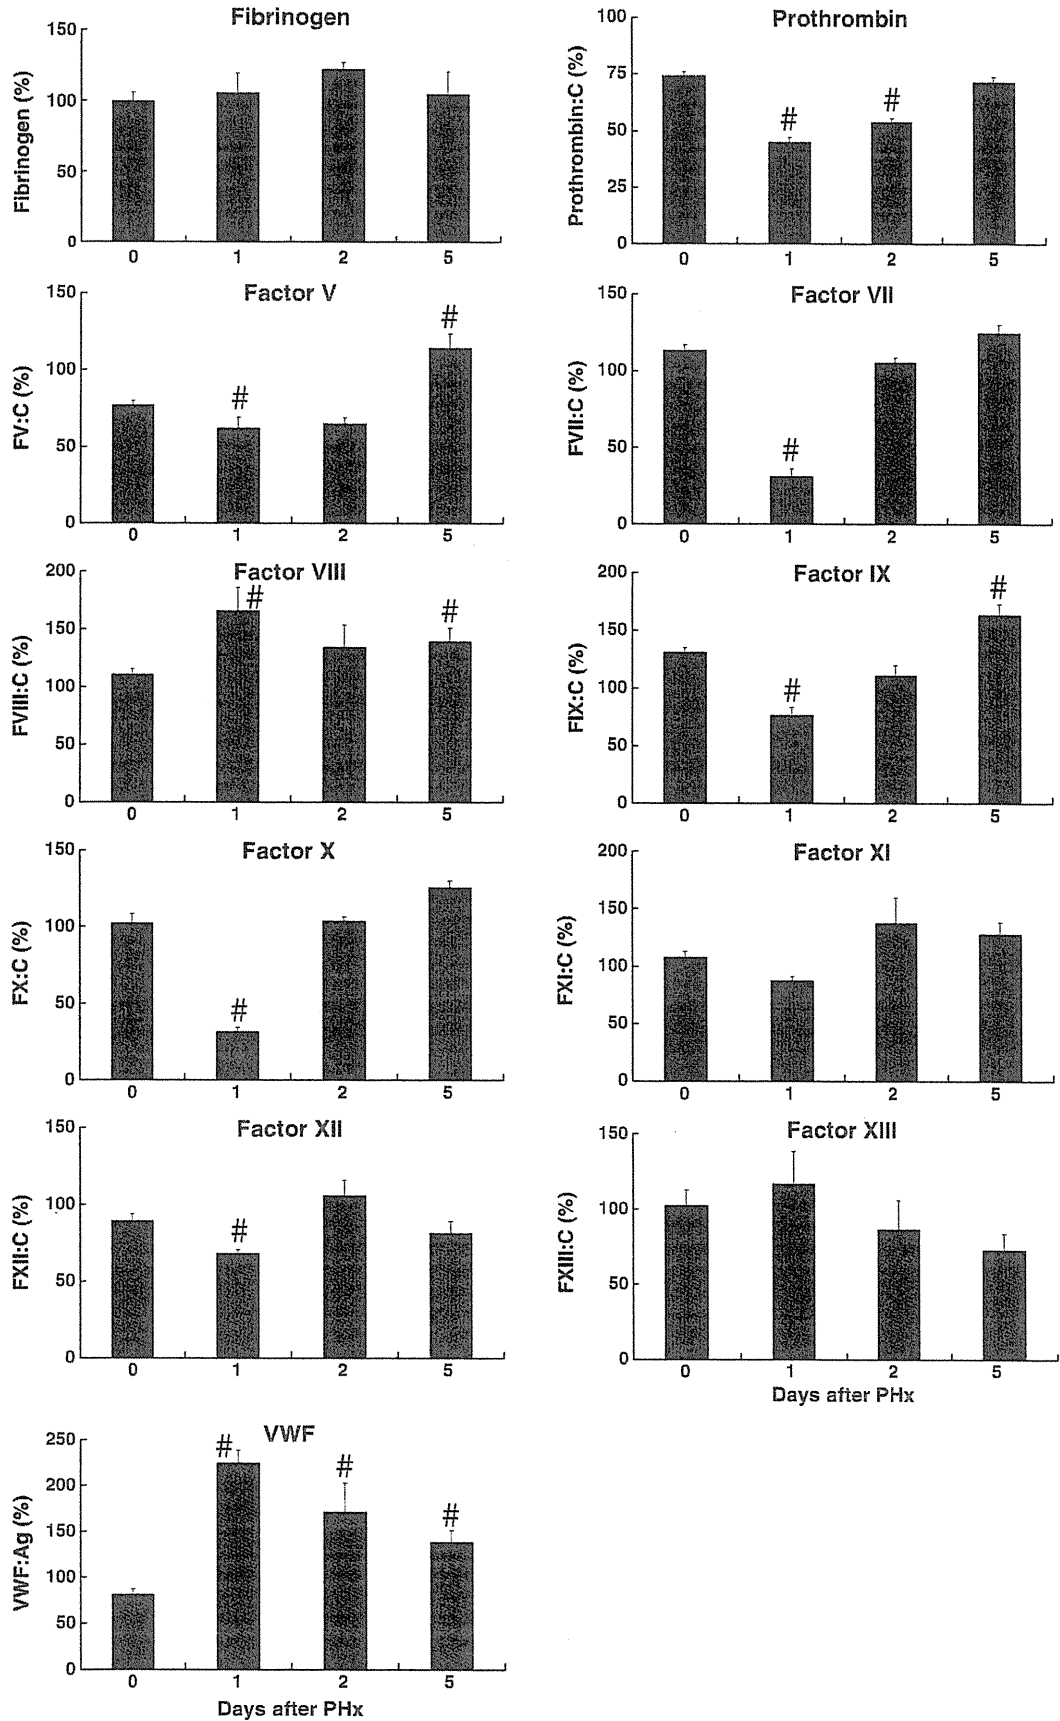 Fibrinogen
Fibrinogen (%)
150
100
50
0
0 1 2 5
Prothrombin
Prothrombin:C (%)
100
75
50
25
0
# #
0 1 2 5
Factor V
FV:C (%)
150
100
50
0
# #
0 1 2 5
Factor VII
FVII:C (%)
150
100
50
0
#
0 1 2 5
Factor VIII
FVIII:C (%)
200
150
100
50
0
# #
0 1 2 5
Factor IX
FIX:C (%)
200
150
100
50
0
# #
0 1 2 5
Factor X
FX:C (%)
150
100
50
0
#
0 1 2 5
Factor XI
FXI:C (%)
200
150
100
50
0
0 1 2 5
Factor XII
FXII:C (%)
150
100
50
0
#
0 1 2 5
Factor XIII
FXIII:C (%)
150
100
50
0
0 1 2 5
Days after PHx
VWF
VWF:Ag (%)
250
200
150
100
50
0
# # #
0 1 2 5
Days after PHx